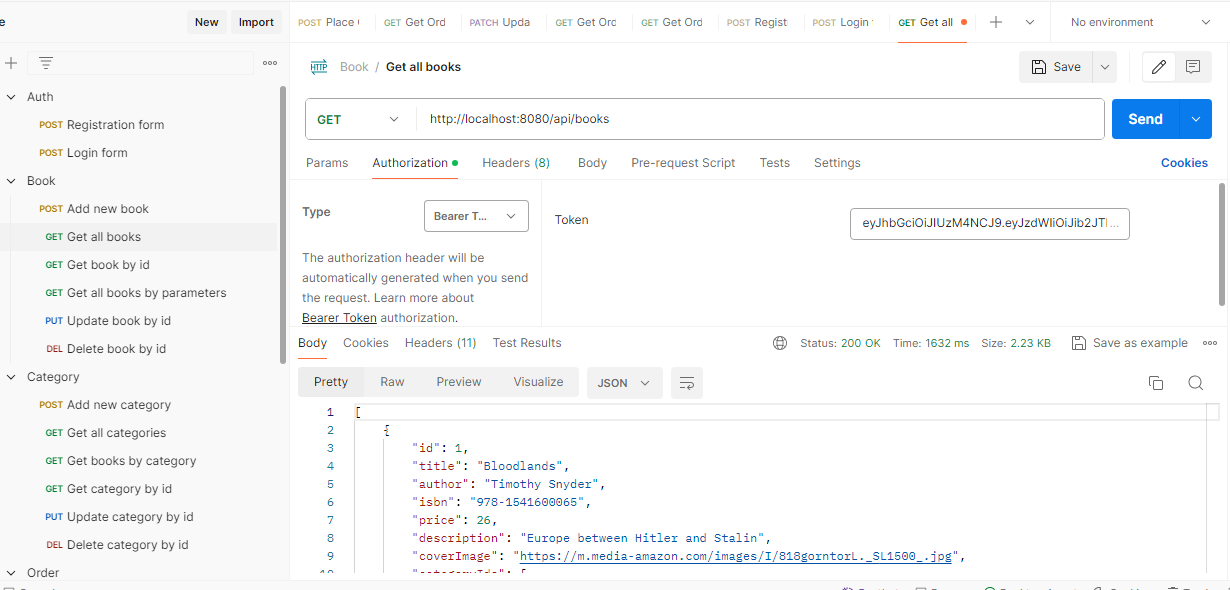 e
New
Import
POST Place
GET Get Ord
PATCH Upda
GET Get Orc
GET Get Ord
POST Regist
POST Login
GET Get all
No environment
Auth
POST Registration form
POST Login form
Book
POST Add new book
GET Get all books
GET Get book by id
GET Get all books by parameters
PUT Update book by id
DEL Delete book by id
Category
POST Add new category
GET Get all categories
GET Get books by category
GET Get category by id
PUT Update category by id
DEL Delete category by id
Order
HTTP Book / Get all books
Save
GET
http://localhost:8080/api/books
Send
Params
Authorization
Headers (8)
Body
Pre-request Script
Tests
Settings
Cookies
Type
Bearer T...
The authorization header will be
automatically generated when you send
the request. Learn more about
Bearer Token authorization.
Token
eyJhbGciOiJIUzM4NCJ9.eyJzdWIiOiJib2JTI...
Body
Cookies
Headers (11)
Test Results
Status: 200 OK
Time: 1632 ms
Size: 2.23 KB
Save as example
Pretty
Raw
Preview
Visualize
JSON
1 [
2 {
3 "id": 1,
4 "title": "Bloodlands",
5 "author": "Timothy Snyder",
6 "isbn": "978-1541600065",
7 "price": 26,
8 "description": "Europe between Hitler and Stalin",
9 "coverImage": "https://m.media-amazon.com/images/I/818gorntorL._SL1500_.jpg",
10 "categoryIds": [